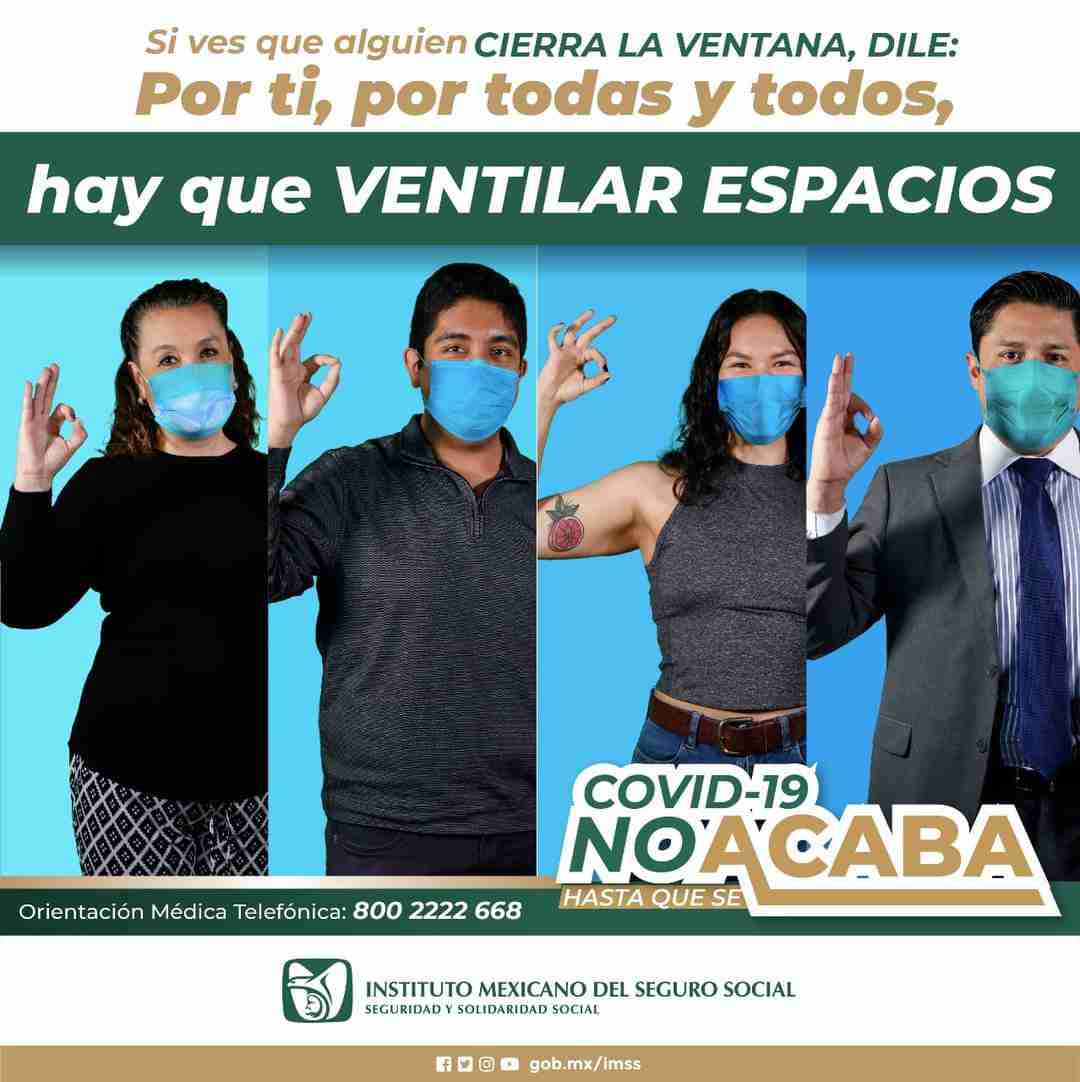 Si ves que alguien CIERRA LA VENTANA, DILE:
Por ti, por todas y todos,
hay que VENTILAR ESPACIOS
COVID-19
NO ACABA
HASTA QUE SE
Orientación Médica Telefónica: 800 2222 668
INSTITUTO MEXICANO DEL SEGURO SOCIAL
SEGURIDAD Y SOLIDARIDAD SOCIAL
gob.mx/imss